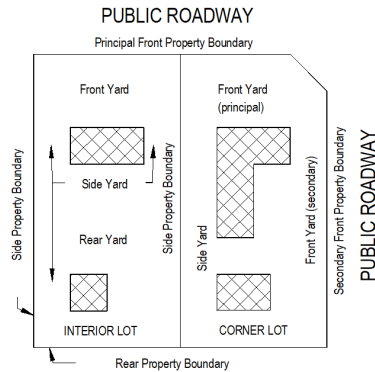 PUBLIC ROADWAY
Principal Front Property Boundary
Front Yard
Front Yard
(principal)
Side Property Boundary
Side Yard
Side Property Boundary
Rear Yard
Side Yard
Front Yard (secondary)
Secondary Front Property Boundary
PUBLIC ROADWAY
INTERIOR LOT
CORNER LOT
Rear Property Boundary